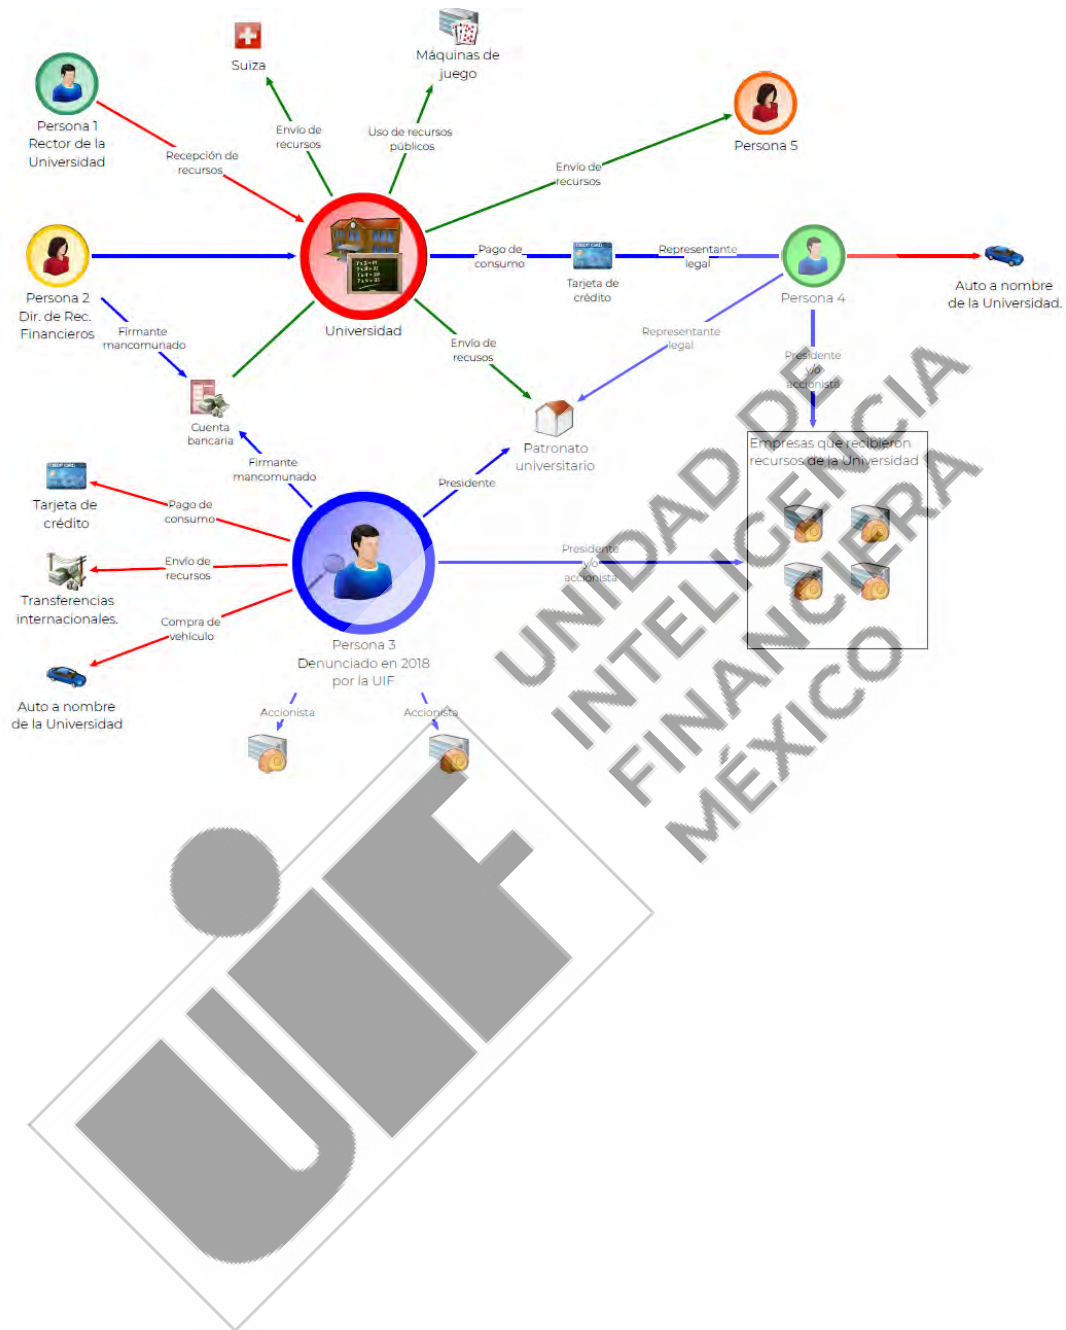 Suiza
Máquinas de
juego
Persona 1
Rector de la
Universidad
Recepción de
recursos
Envío de
recursos
Uso de recursos
públicos
Envío de
recursos
Persona 5
Persona 2
Dir. de Rec.
Financieros
Universidad
Pago de
consumo
Tarjeta de
crédito
Representante
legal
Persona 4
Auto a nombre
de la Universidad.
Firmante
mancomunado
Envío de
recusos
Representante
legal
Presidente
y/o
accionista
Cuenta
bancaria
Patronato
universitario
Empresas que recibieron
recursos de la Universidad
Firmante
mancomunado
Presidente
Tarjeta de
crédito
Pago de
consumo
Envío de
recursos
Transferencias
internacionales.
Compra de
vehículo
Auto a nombre
de la Universidad
Presidente
y/o
accionista
Persona 3
Denunciado en 2018
por la UIF
Accionista
Accionista
UNIDAD DE
INTELIGENCIA
FINANCIERA
MÉXICO
UIF